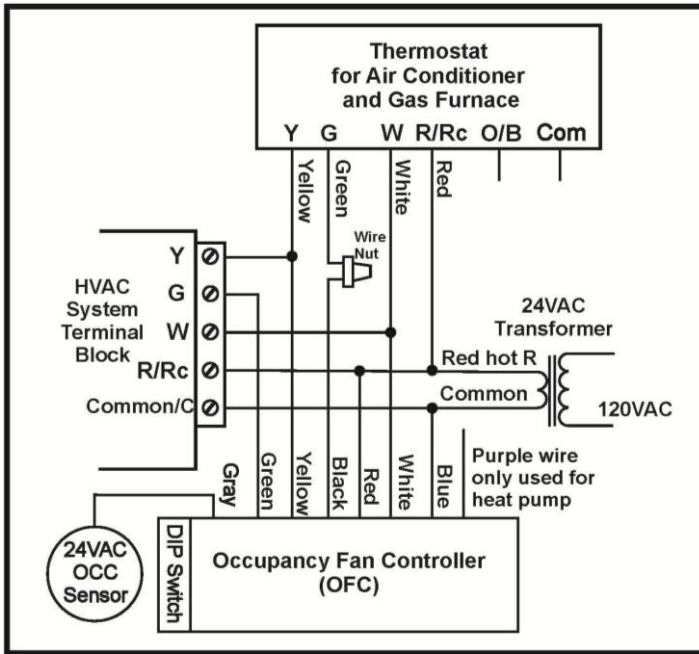 Thermostat
for Air Conditioner
and Gas Furnace
Y G W R/Rc O/B Com
Yellow
Green
White
Red
Wire
Nut
HVAC
System
Terminal
Block
Y
G
W
R/Rc
Common/C
24VAC
Transformer
Red hot R
Common
120VAC
Gray
Green
Yellow
Black
Red
White
Blue
Purple wire
only used for
heat pump
24VAC
OCC
Sensor
DIP Switch
Occupancy Fan Controller
(OFC)